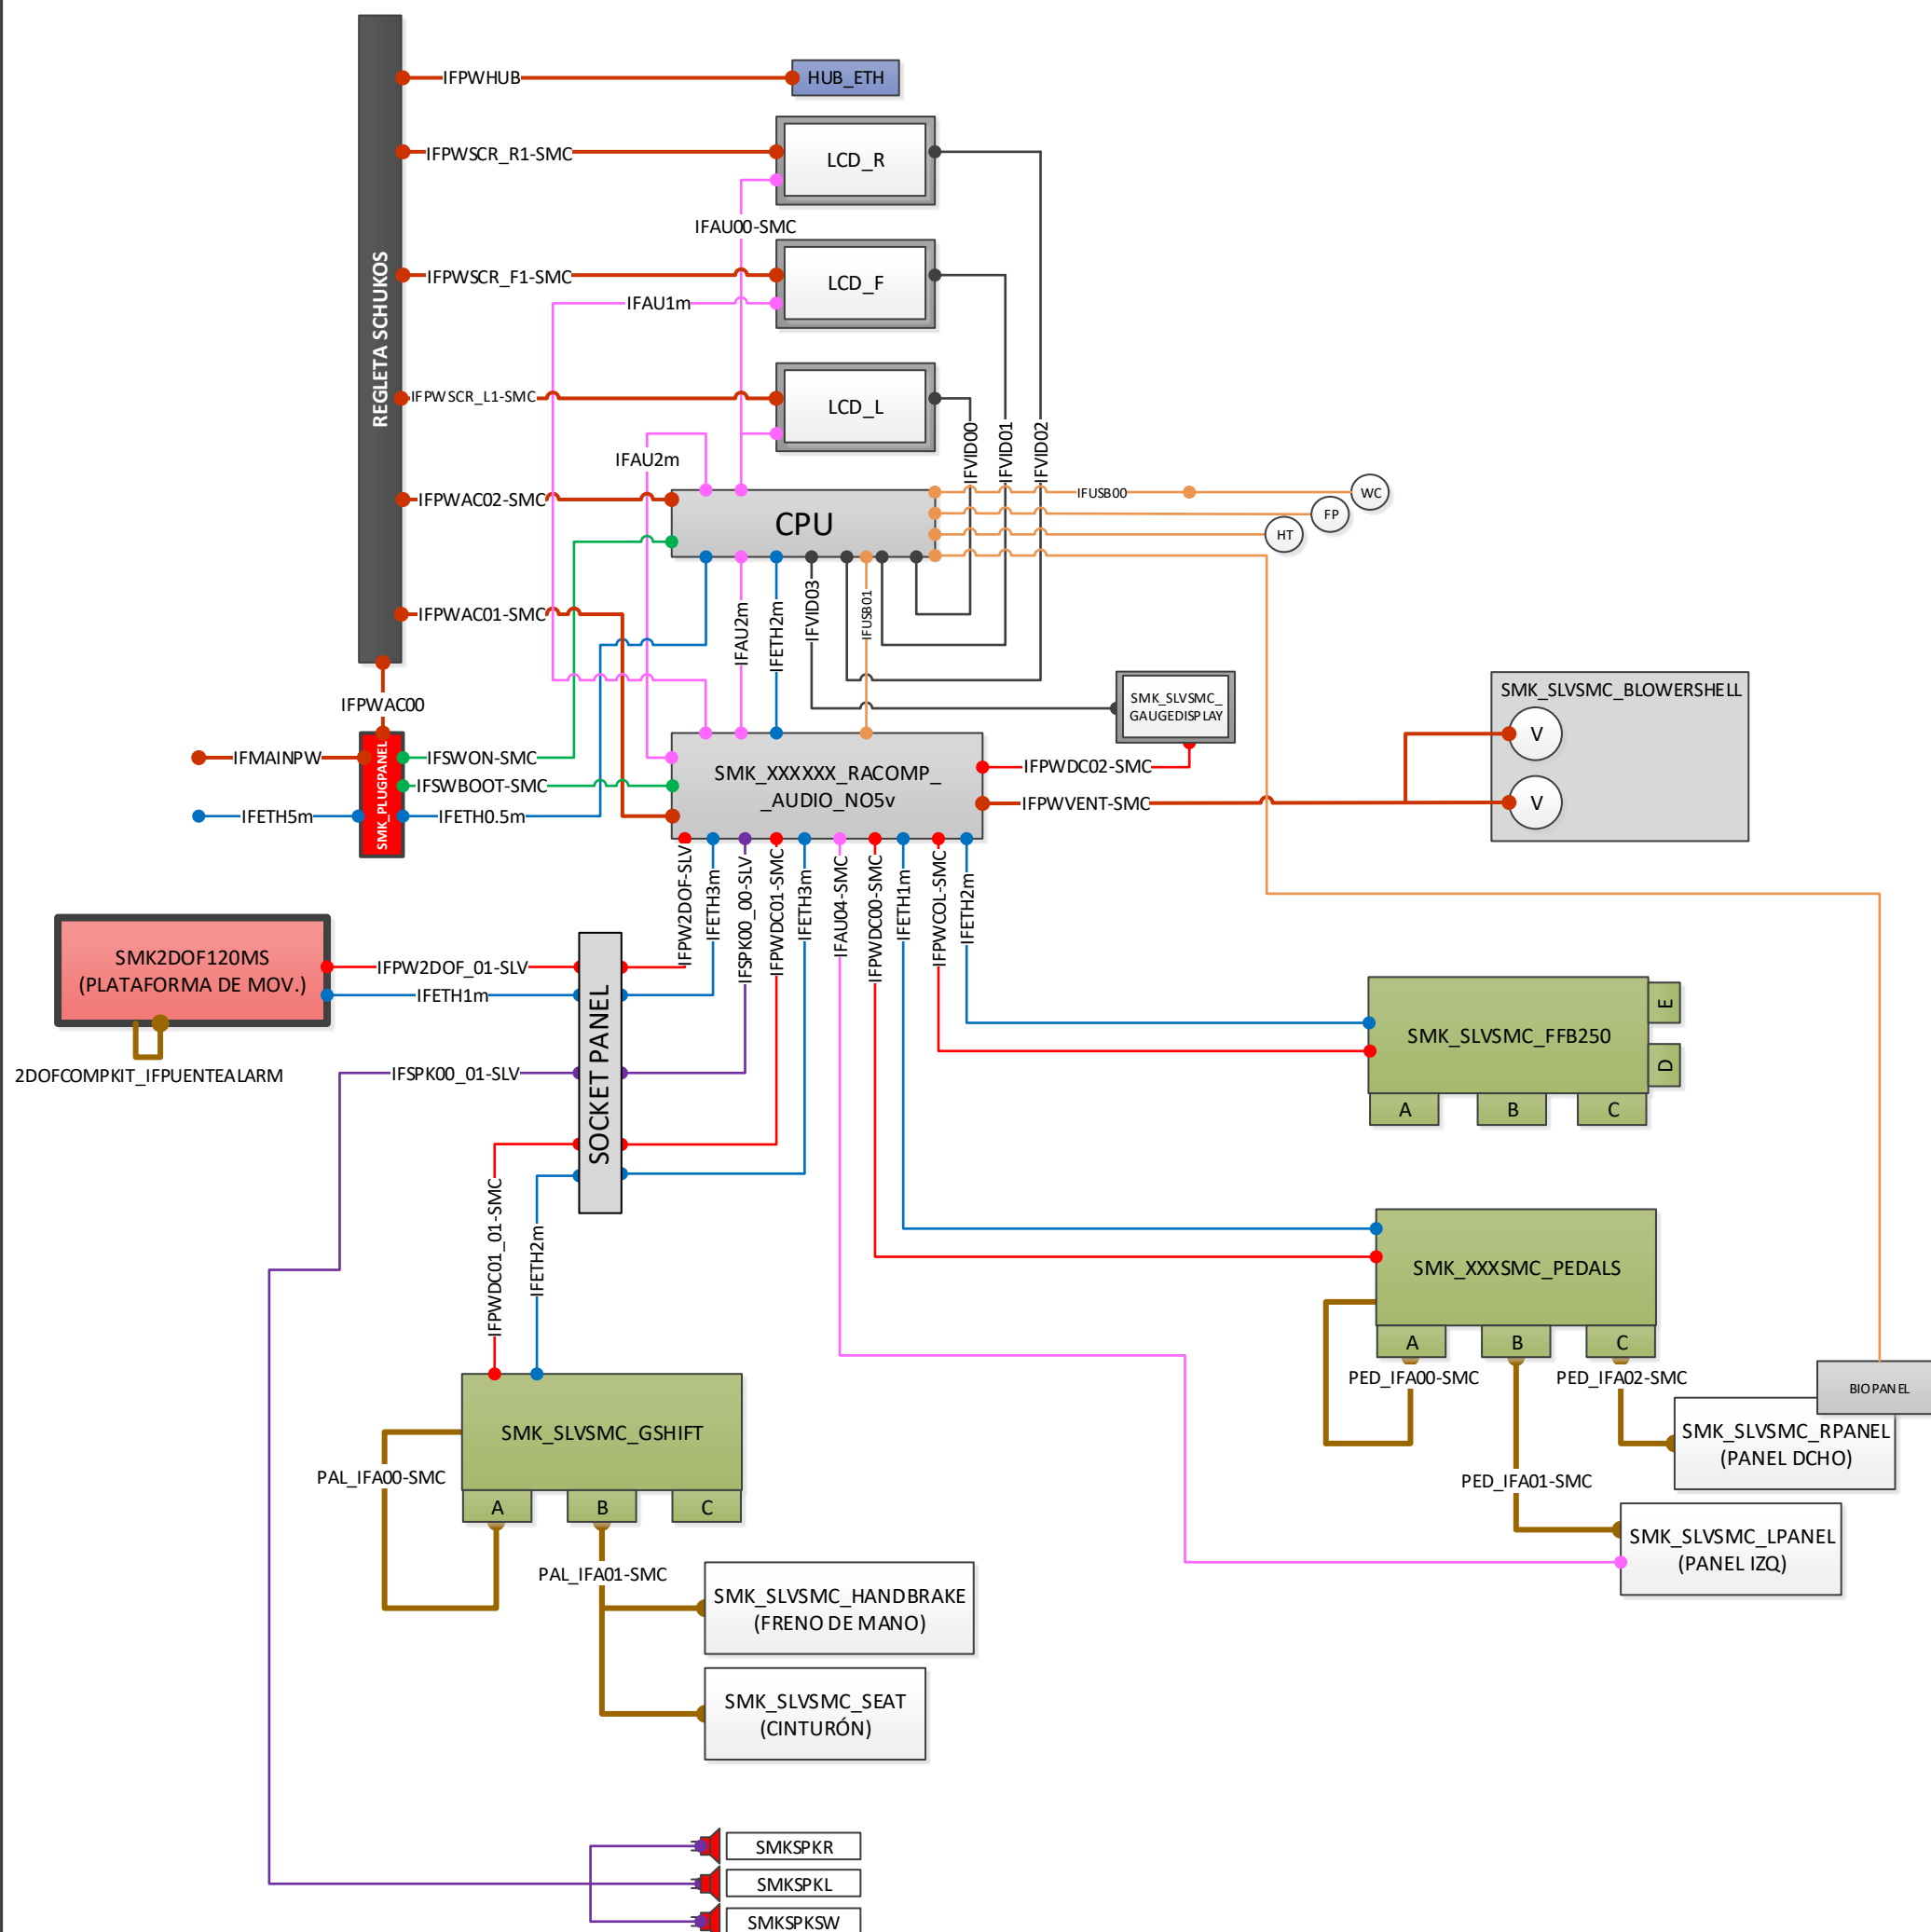 REGLETA SCHUKOS
IFPWHUB
HUB_ETH
IFPWSCR_R1-SMC
LCD_R
IFAU00-SMC
IFPWSCR_F1-SMC
LCD_F
IFAU1m
IFPWSCR_L1-SMC
LCD_L
IFVID00
IFVID01
IFVID02
IFAU2m
IFPWAC02-SMC
CPU
IFUSB00
WC
FP
HT
IFPWAC01-SMC
IFAU2m
IFETH2m
IFVID03
IFUSB01
IFPWAC00
SMK_SLVSMC_
GAUGEDISPLAY
SMK_SLVSMC_BLOWERSHELL
V
V
IFMAINPW
SMK_PLUGPANEL
IFSWON-SMC
IFSWBOOT-SMC
IFETH5m
IFETH0.5m
SMK_XXXXXX_RACOMP_
_AUDIO_NO5v
IFPWDC02-SMC
IFPWVENT-SMC
IFPW2DOF-SLV
IFETH3m
IFSPK00_00-SLV
IFPWDC01-SMC
IFETH3m
IFAU04-SMC
IFPWDC00-SMC
IFETH1m
IFPWCOL-SMC
IFETH2m
SMK2DOF120MS
(PLATAFORMA DE MOV.)
IFPW2DOF_01-SLV
IFETH1m
2DOFCOMPKIT_IFPUENTEALARM
IFSPK00_01-SLV
SOCKET PANEL
SMK_SLVSMC_FFB250
E
D
A
B
C
IFPWDC01_01-SMC
IFETH2m
SMK_XXXSMC_PEDALS
A
B
C
PED_IFA00-SMC
PED_IFA02-SMC
BIOPANEL
SMK_SLVSMC_RPANEL
(PANEL DCHO)
PED_IFA01-SMC
SMK_SLVSMC_LPANEL
(PANEL IZQ)
SMK_SLVSMC_GSHIFT
A
B
C
PAL_IFA00-SMC
PAL_IFA01-SMC
SMK_SLVSMC_HANDBRAKE
(FRENO DE MANO)
SMK_SLVSMC_SEAT
(CINTURÓN)
SMKSPKR
SMKSPKL
SMKSPKSW